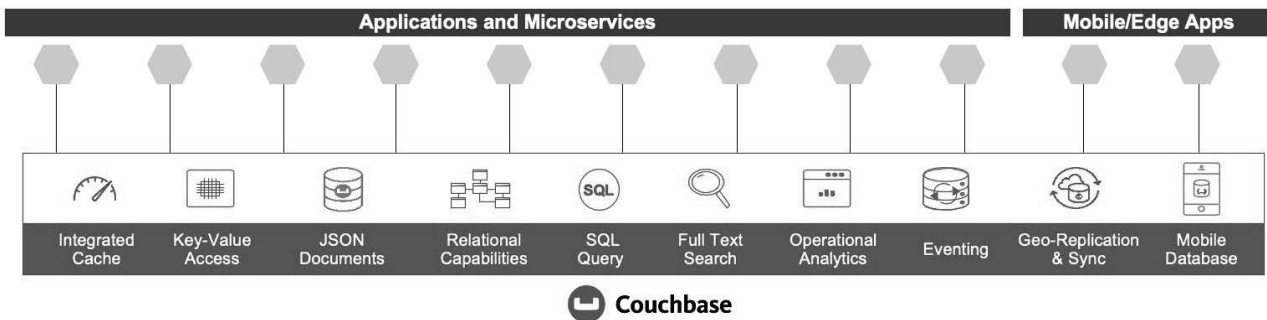 Applications and Microservices
Mobile/Edge Apps
SQL
Integrated
Cache
Key-Value
Access
JSON
Documents
Relational
Capabilities
SQL
Query
Full Text
Search
Operational
Analytics
Eventing
Geo-Replication
& Sync
Mobile
Database
Couchbase